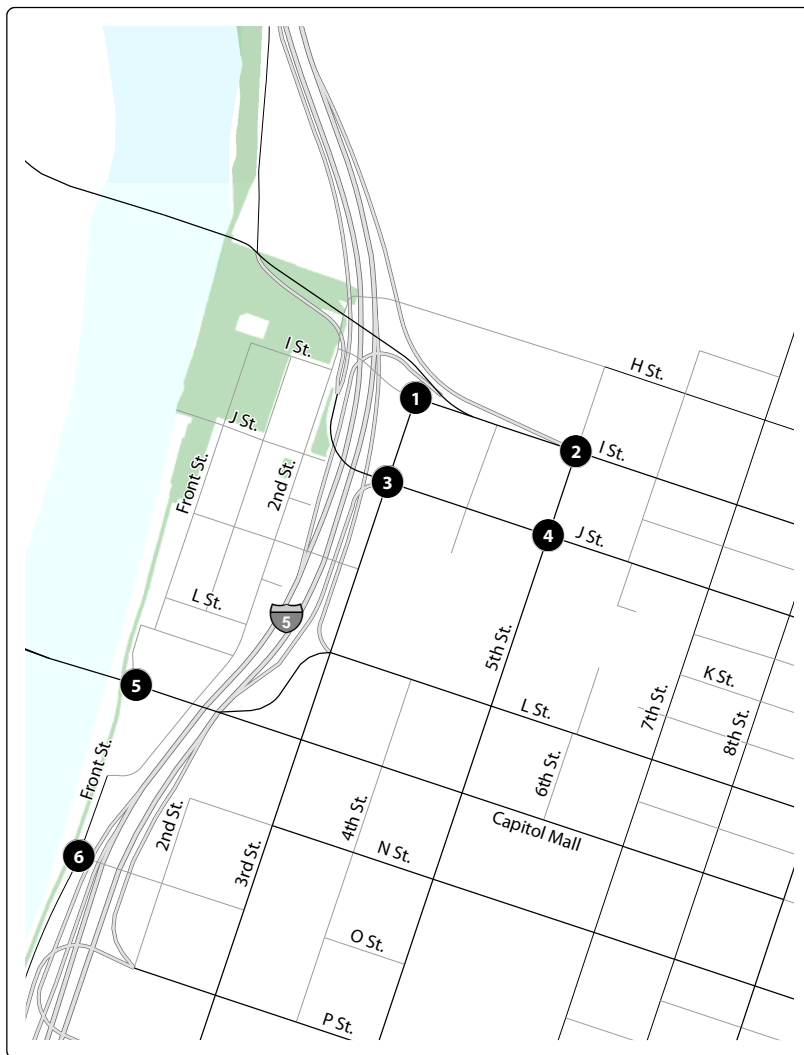 I St.
H St.
1
J St.
2
I St.
Front St.
2nd St.
3
4
J St.
L St.
5
5th St.
K St.
5
L St.
7th St.
8th St.
Front St.
6th St.
2nd St.
4th St.
Capitol Mall
6
3rd St.
N St.
O St.
P St.